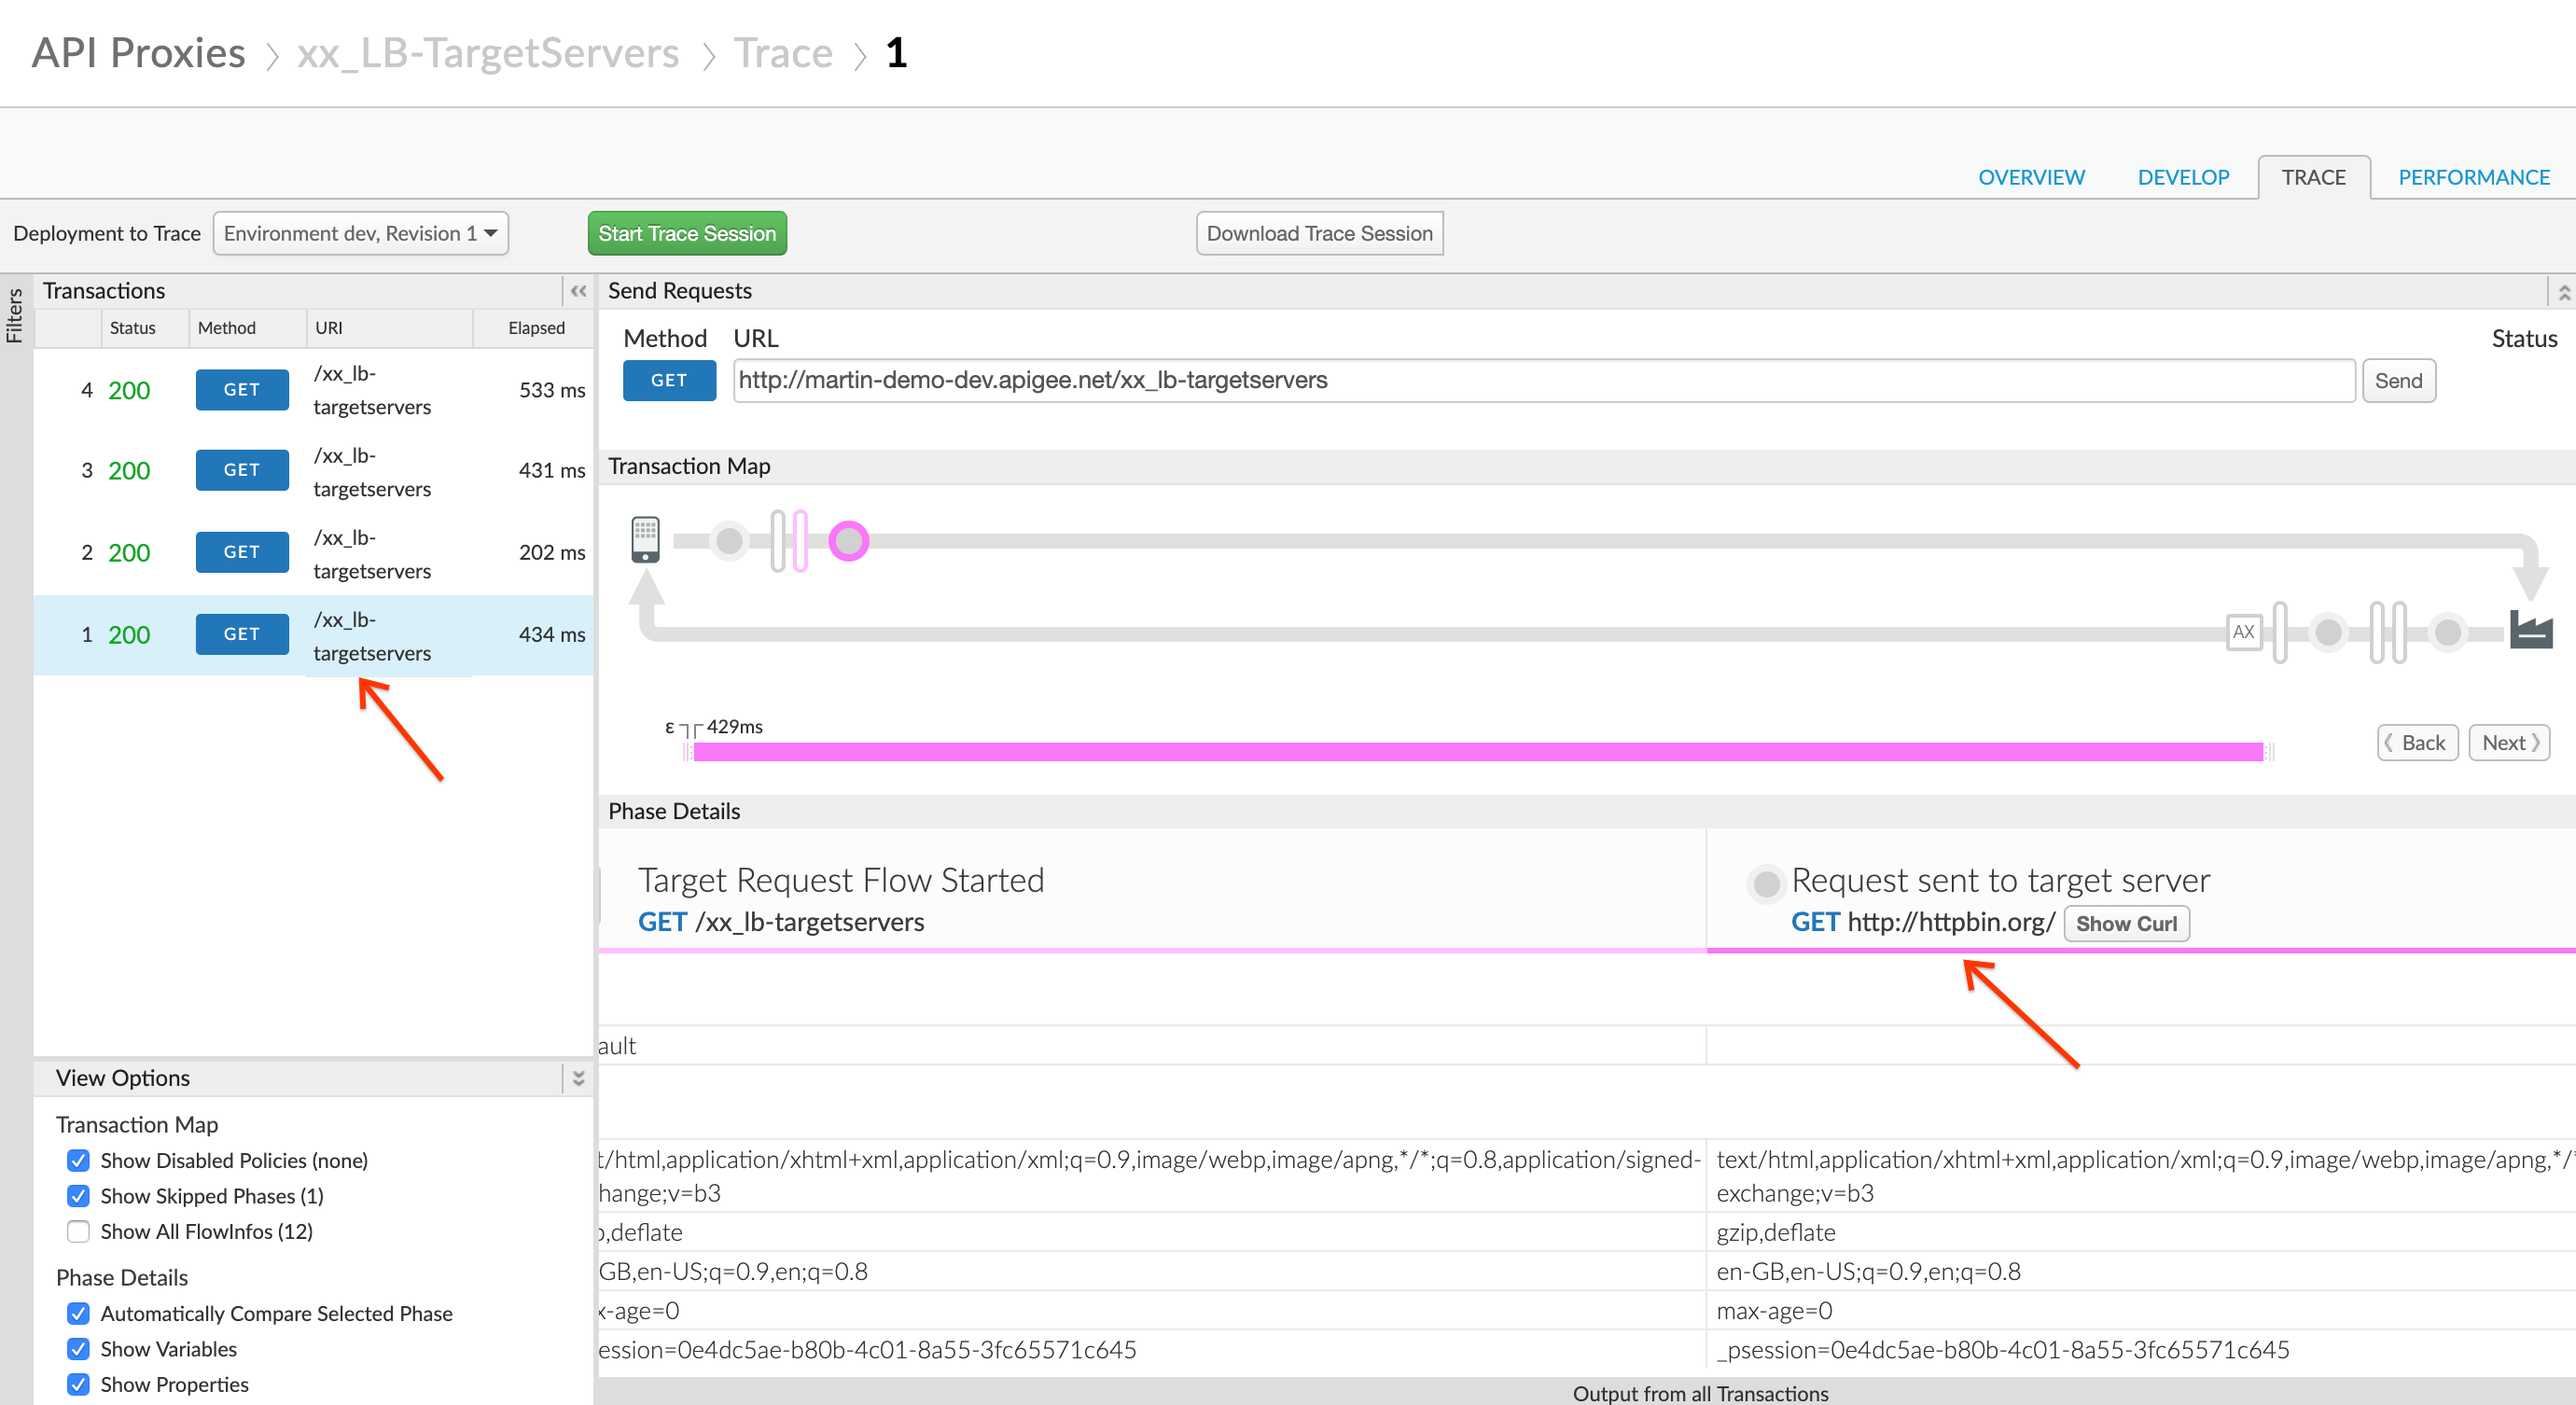 API Proxies > xx_LB-TargetServers > Trace > 1
OVERVIEW DEVELOP TRACE PERFORMANCE
Deployment to Trace Environment dev, Revision 1 Start Trace Session Download Trace Session
Filters
Transactions
Status Method URI Elapsed
4 200 GET /xx_lb-targetservers 533 ms
3 200 GET /xx_lb-targetservers 431 ms
2 200 GET /xx_lb-targetservers 202 ms
1 200 GET /xx_lb-targetservers 434 ms
Send Requests
Method URL Status
GET http://martin-demo-dev.apigee.net/xx_lb-targetservers Send
Transaction Map
AX
ε 429ms
Back Next
Phase Details
Target Request Flow Started
GET /xx_lb-targetservers
Request sent to target server
GET http://httpbin.org/ Show Curl
ault
t/html,application/xhtml+xml,application/xml;q=0.9,image/webp,image/apng,*/*;q=0.8,application/signed-
hange;v=b3
text/html,application/xhtml+xml,application/xml;q=0.9,image/webp,image/apng,*/*
exchange;v=b3
p,deflate
gzip,deflate
GB,en-US;q=0.9,en;q=0.8
en-GB,en-US;q=0.9,en;q=0.8
x-age=0
max-age=0
ession=0e4dc5ae-b80b-4c01-8a55-3fc65571c645
_psession=0e4dc5ae-b80b-4c01-8a55-3fc65571c645
Output from all Transactions
View Options
Transaction Map
Show Disabled Policies (none)
Show Skipped Phases (1)
Show All FlowInfos (12)
Phase Details
Automatically Compare Selected Phase
Show Variables
Show Properties